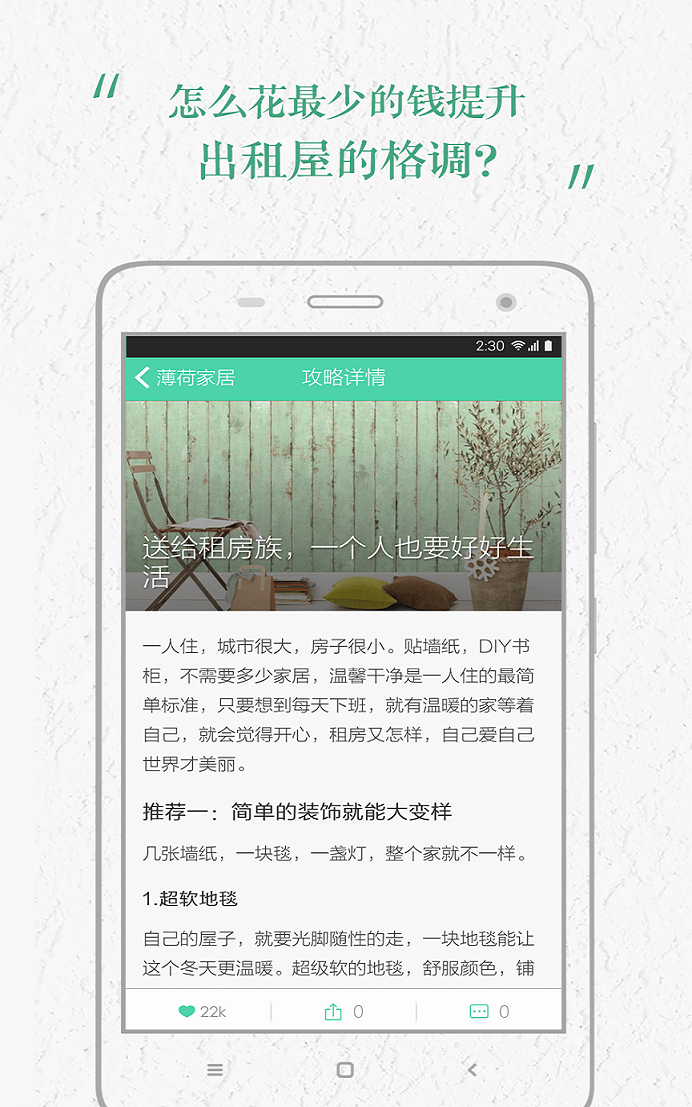 “怎么花最少的钱提升
出租屋的格调？”
2:30
薄荷家居 攻略详情
送给租房族，一个人也要好好生
活
一人住，城市很大，房子很小。贴墙纸，DIY书
柜，不需要多少家居，温馨干净是一人住的最简
单标准，只要想到每天下班，就有温暖的家等着
自己，就会觉得开心，租房又怎样，自己爱自己
世界才美丽。
推荐一：简单的装饰就能大变样
几张墙纸，一块毯，一盏灯，整个家就不一样。
1.超软地毯
自己的屋子，就要光脚随性的走，一块地毯能让
这个冬天更温暖。超级软的地毯，舒服颜色，铺
22k 0 0